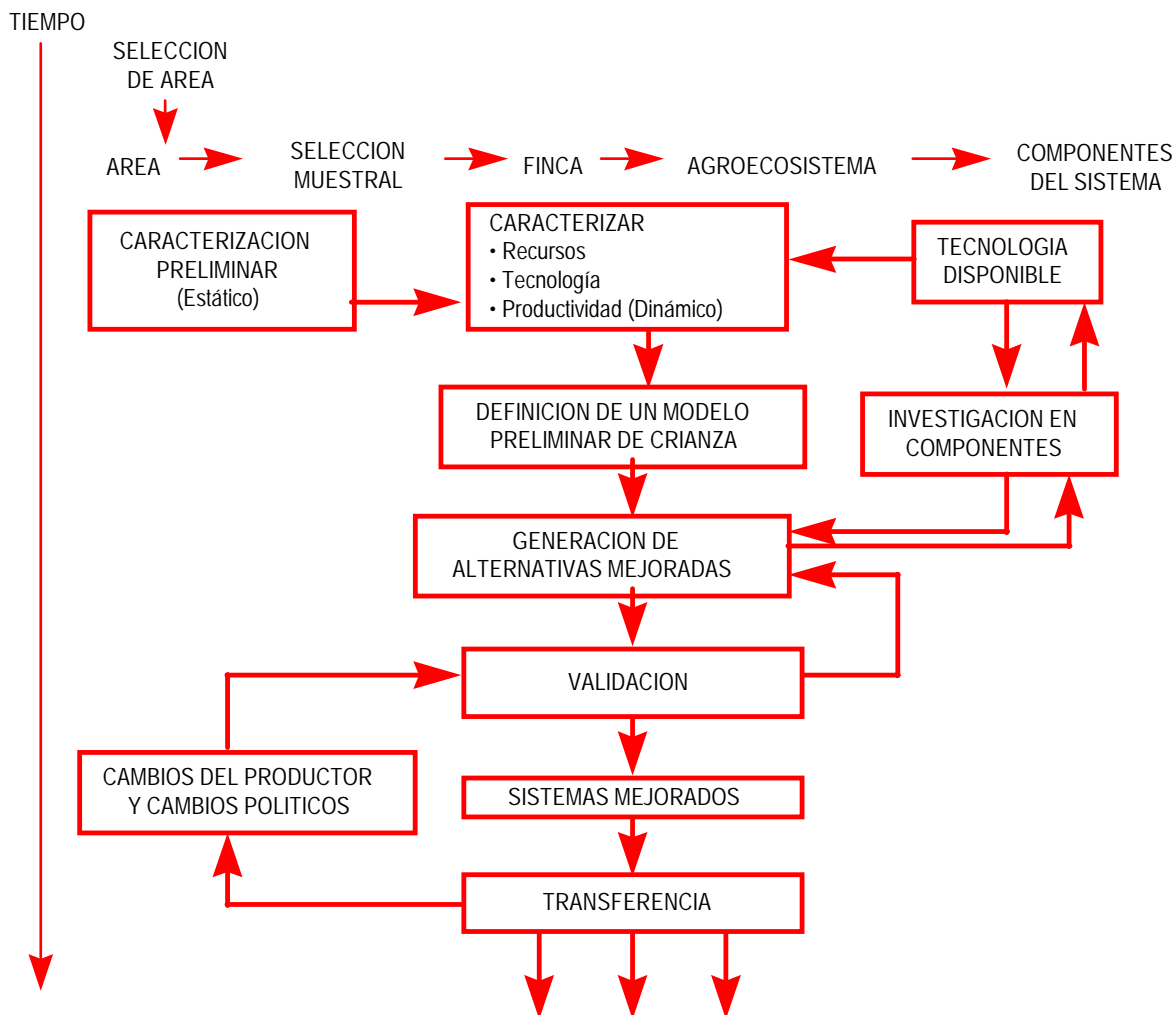 TIEMPO
SELECCION
DE AREA
AREA
SELECCION
MUESTRAL
FINCA
AGROECOSISTEMA
COMPONENTES
DEL SISTEMA
CARACTERIZACION
PRELIMINAR
(Estático)
CARACTERIZAR
• Recursos
• Tecnología
• Productividad (Dinámico)
TECNOLOGIA
DISPONIBLE
DEFINICION DE UN MODELO
PRELIMINAR DE CRIANZA
INVESTIGACION EN
COMPONENTES
GENERACION DE
ALTERNATIVAS MEJORADAS
VALIDACION
CAMBIOS DEL PRODUCTOR
Y CAMBIOS POLITICOS
SISTEMAS MEJORADOS
TRANSFERENCIA